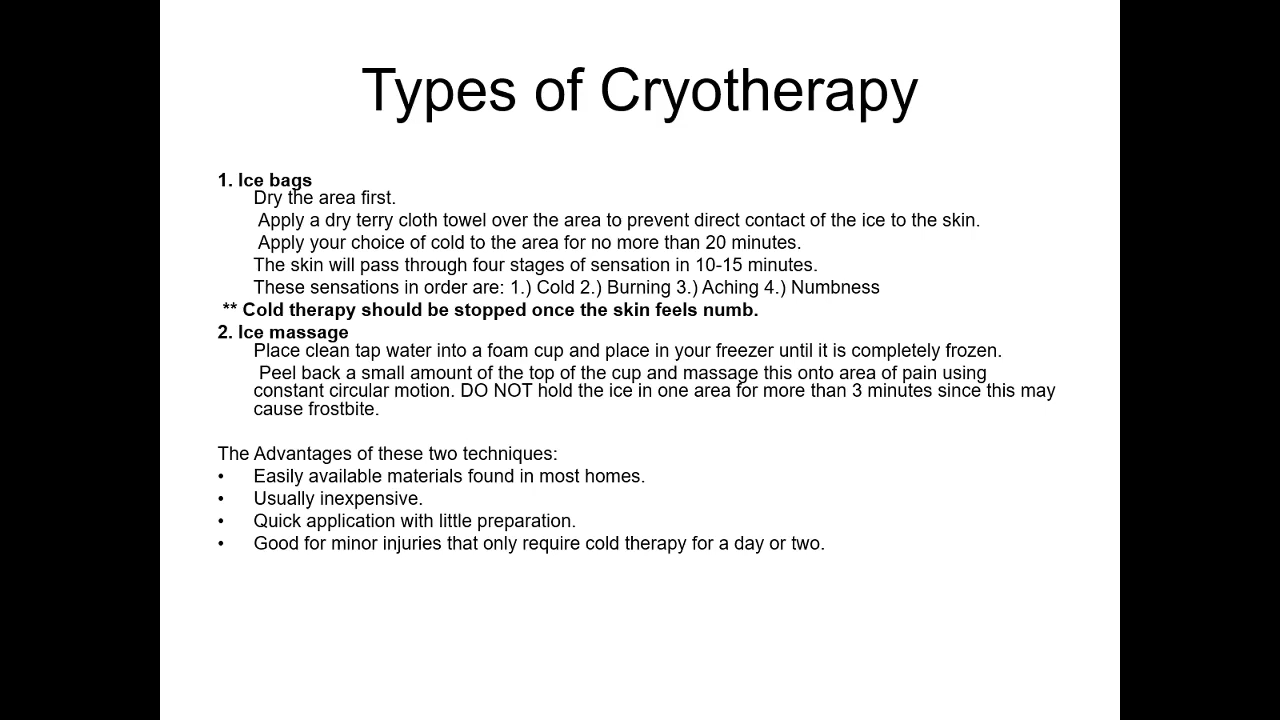 Types of Cryotherapy
1. Ice bags
Dry the area first.
Apply a dry terry cloth towel over the area to prevent direct contact of the ice to the skin.
Apply your choice of cold to the area for no more than 20 minutes.
The skin will pass through four stages of sensation in 10-15 minutes.
These sensations in order are: 1.) Cold 2.) Burning 3.) Aching 4.) Numbness
** Cold therapy should be stopped once the skin feels numb.
2. Ice massage
Place clean tap water into a foam cup and place in your freezer until it is completely frozen.
Peel back a small amount of the top of the cup and massage this onto area of pain using
constant circular motion. DO NOT hold the ice in one area for more than 3 minutes since this may
cause frostbite.
The Advantages of these two techniques:
• Easily available materials found in most homes.
• Usually inexpensive.
• Quick application with little preparation.
• Good for minor injuries that only require cold therapy for a day or two.